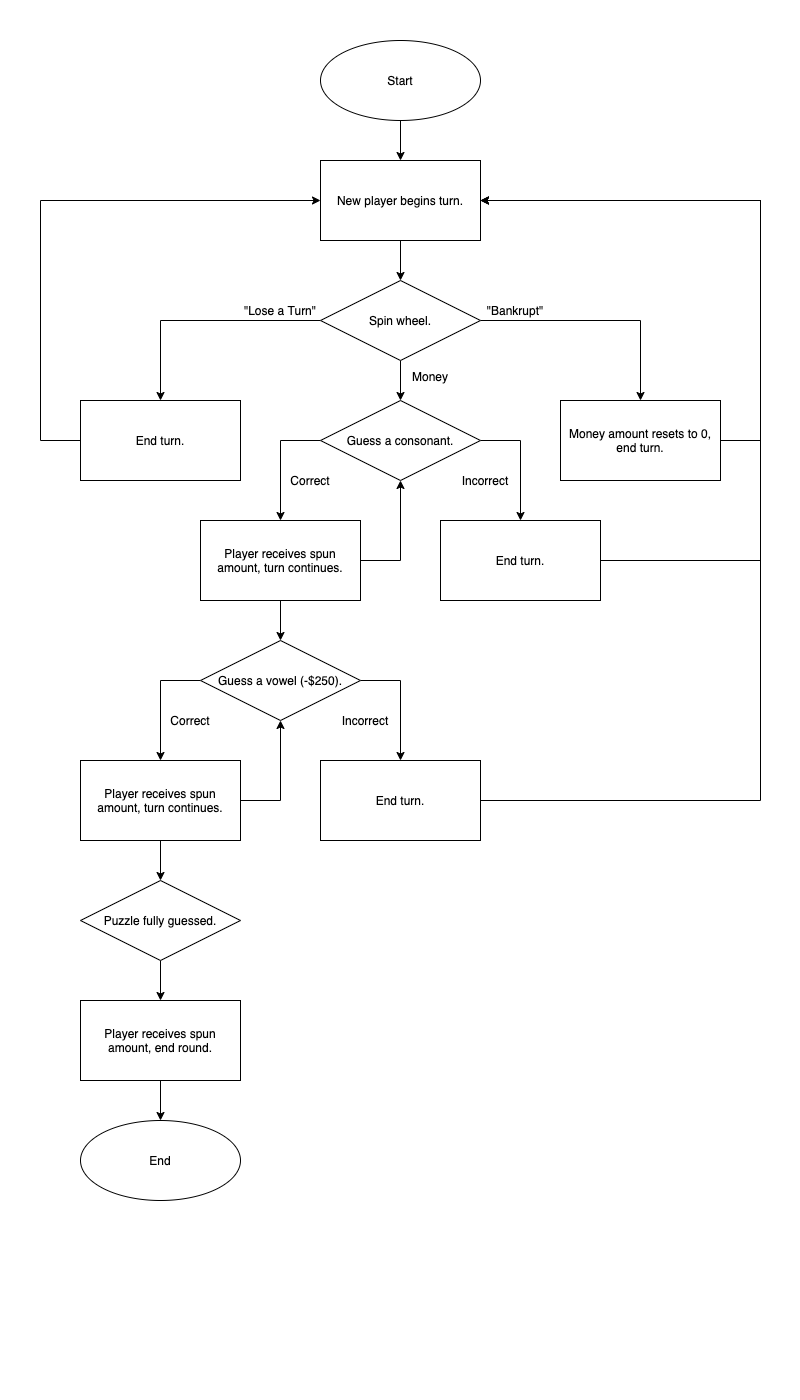 Start
New player begins turn.
"Lose a Turn"
"Bankrupt"
Spin wheel.
Money
End turn.
Guess a consonant.
Money amount resets to 0,
end turn.
Correct
Incorrect
Player receives spun
amount, turn continues.
End turn.
Guess a vowel (-$250).
Correct
Incorrect
Player receives spun
amount, turn continues.
End turn.
Puzzle fully guessed.
Player receives spun
amount, end round.
End